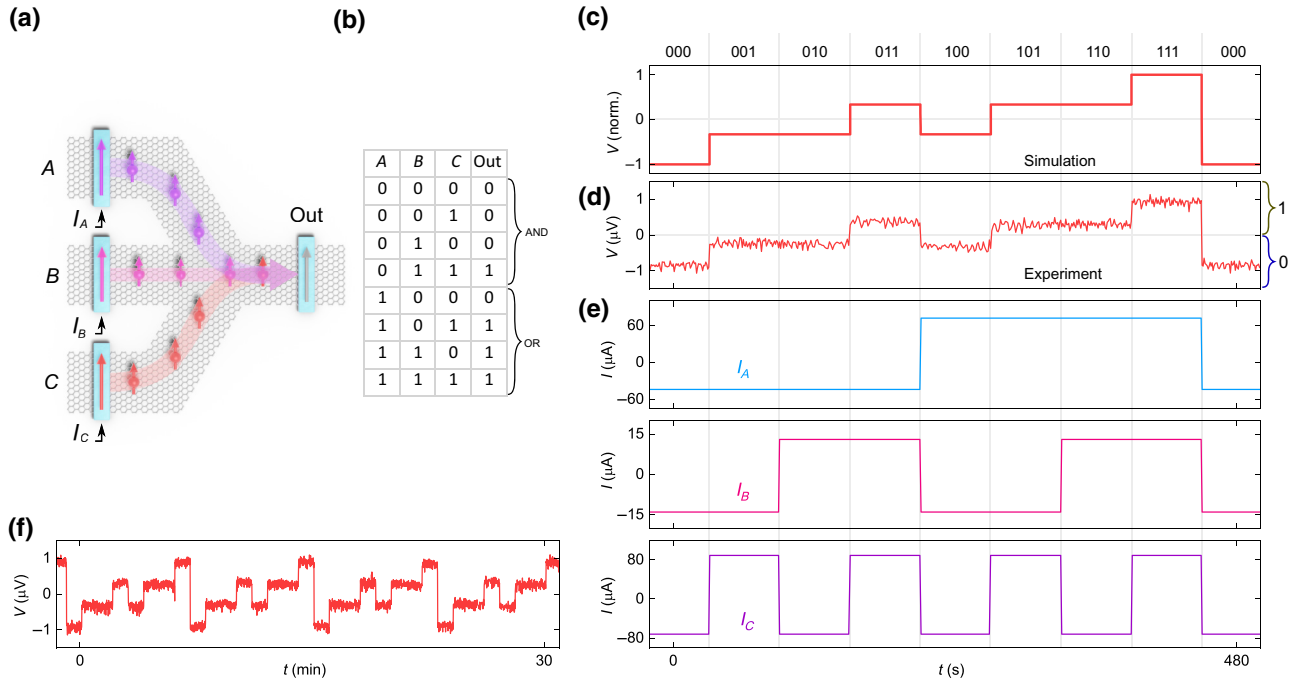 (a)
A
I_A
B
I_B
C
I_C
Out
(b)
A B C Out
0 0 0 0
0 0 1 0
0 1 0 0
0 1 1 1
1 0 0 0
1 0 1 1
1 1 0 1
1 1 1 1
AND
OR
(c)
000 001 010 011 100 101 110 111 000
1
0
−1
V (norm.)
Simulation
(d)
1
0
−1
V (μV)
Experiment
1
0
(e)
60
0
−60
I (μA)
I_A
15
0
−15
I (μA)
I_B
80
0
−80
I (μA)
I_C
0 480
t (s)
(f)
1
0
−1
V (μV)
0 30
t (min)